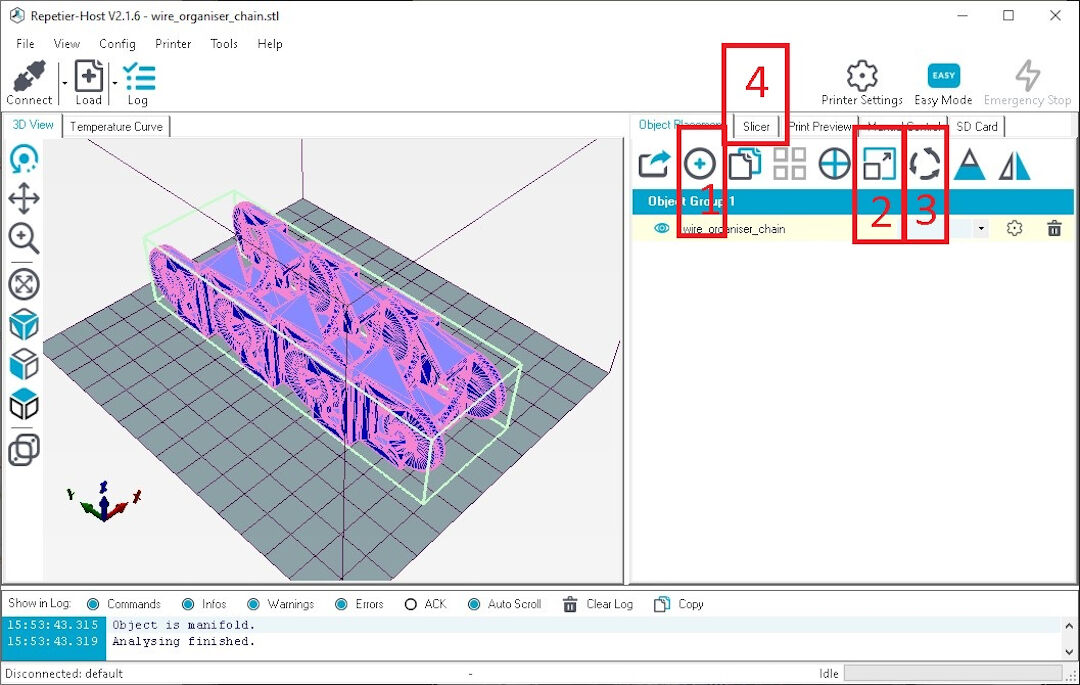 Repetier-Host V2.1.6 - wire_organiser_chain.stl
File View Config Printer Tools Help
Connect Load Log
EASY
Printer Settings Easy Mode Emergency Stop
3D View Temperature Curve
Object Placement Slicer Print Preview Manual Control SD Card
4
1
2
3
Object Group 1
wire_organiser_chain
Y Z X
Show in Log: Commands Infos Warnings Errors ACK Auto Scroll Clear Log Copy
15:53:43.315 Object is manifold.
15:53:43.319 Analysing finished.
Disconnected: default - Idle